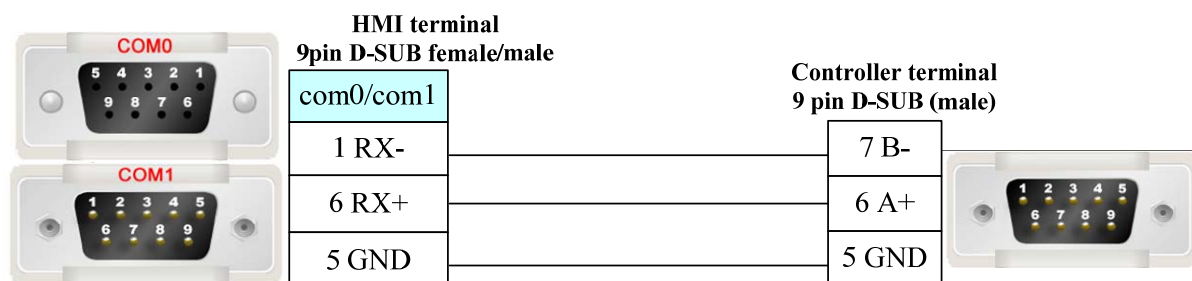 HMI terminal
9pin D-SUB female/male
COM0
5 4 3 2 1
9 8 7 6
COM1
1 2 3 4 5
6 7 8 9
com0/com1
1 RX-
6 RX+
5 GND
Controller terminal
9 pin D-SUB (male)
7 B-
6 A+
5 GND
1 2 3 4 5
6 7 8 9